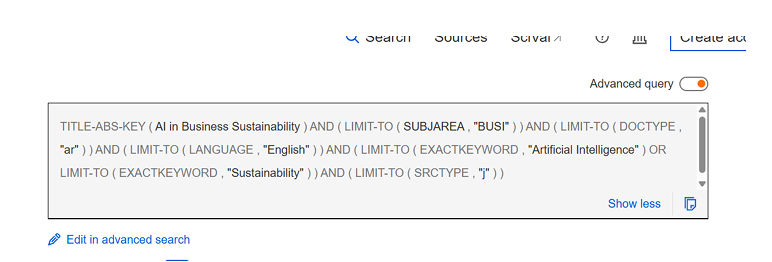 Search Sources SciVal Create acc
Advanced query
TITLE-ABS-KEY ( AI in Business Sustainability ) AND ( LIMIT-TO ( SUBJAREA , "BUSI" ) ) AND ( LIMIT-TO ( DOCTYPE ,
"ar" ) ) AND ( LIMIT-TO ( LANGUAGE , "English" ) ) AND ( LIMIT-TO ( EXACTKEYWORD , "Artificial Intelligence" ) OR
LIMIT-TO ( EXACTKEYWORD , "Sustainability" ) ) AND ( LIMIT-TO ( SRCTYPE , "j" ) )
Show less
Edit in advanced search